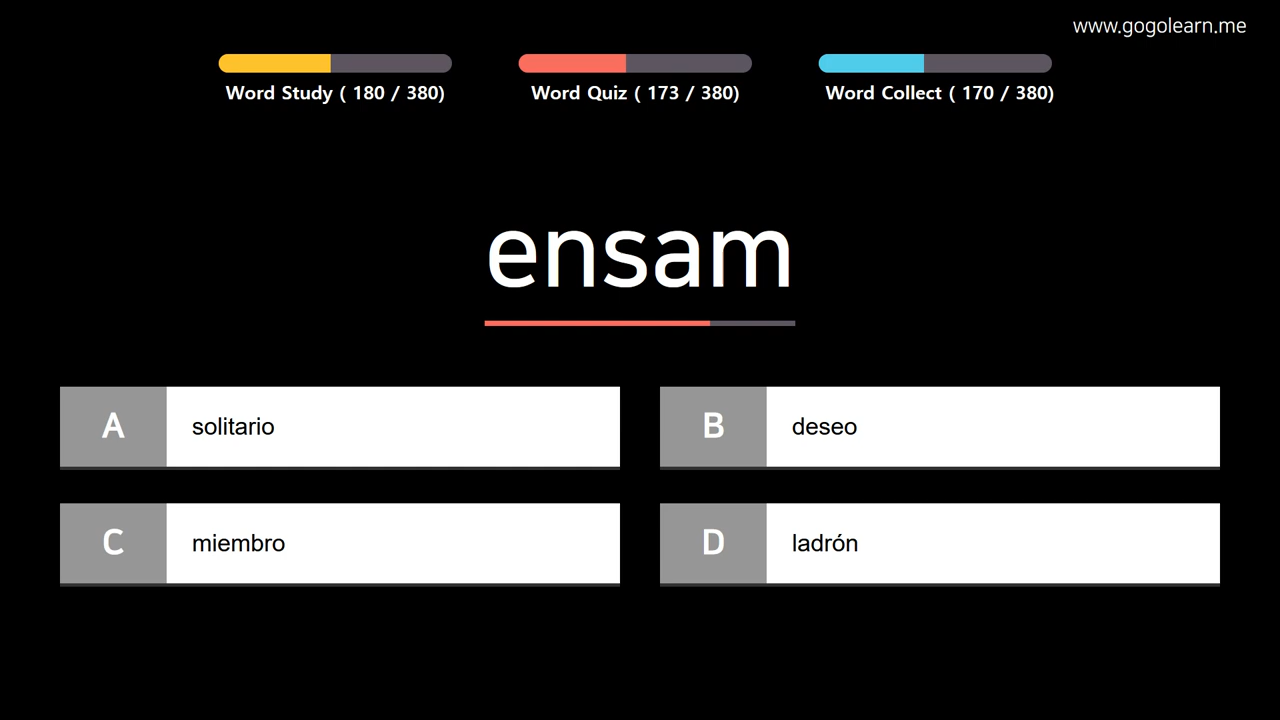 www.gogolearn.me
Word Study ( 180 / 380)
Word Quiz ( 173 / 380)
Word Collect ( 170 / 380)
ensam
A solitario
B deseo
C miembro
D ladrón